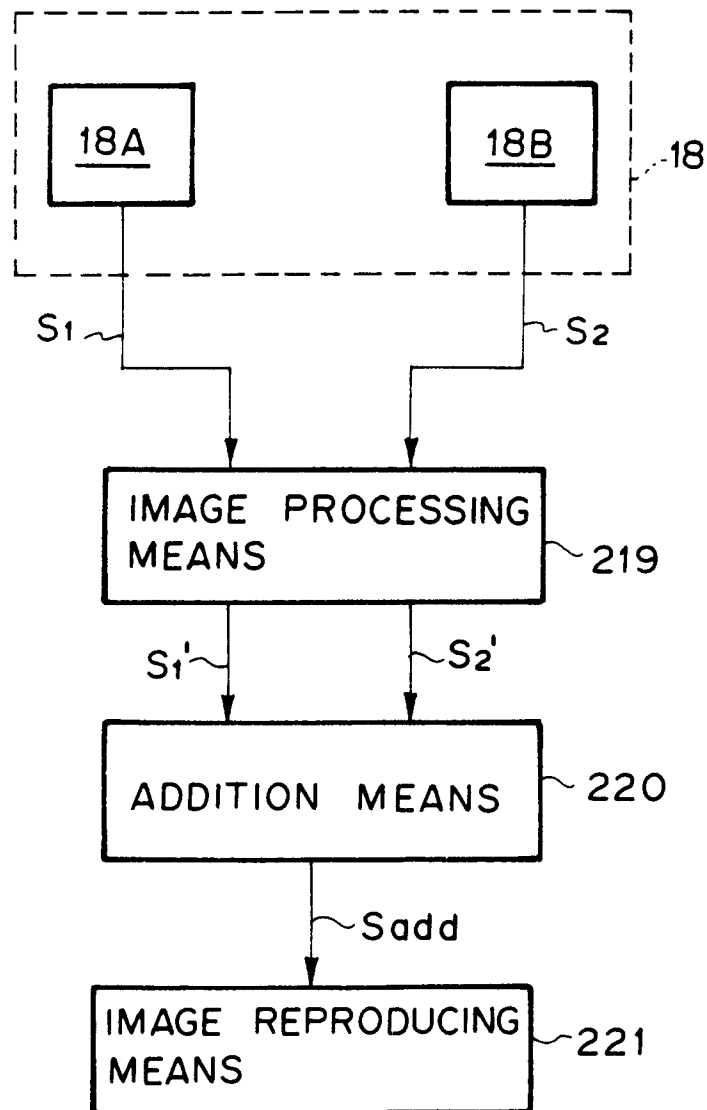 18A
18B
18
S1
S2
IMAGE PROCESSING
MEANS
219
S1'
S2'
ADDITION MEANS
220
Sadd
IMAGE REPRODUCING
MEANS
221